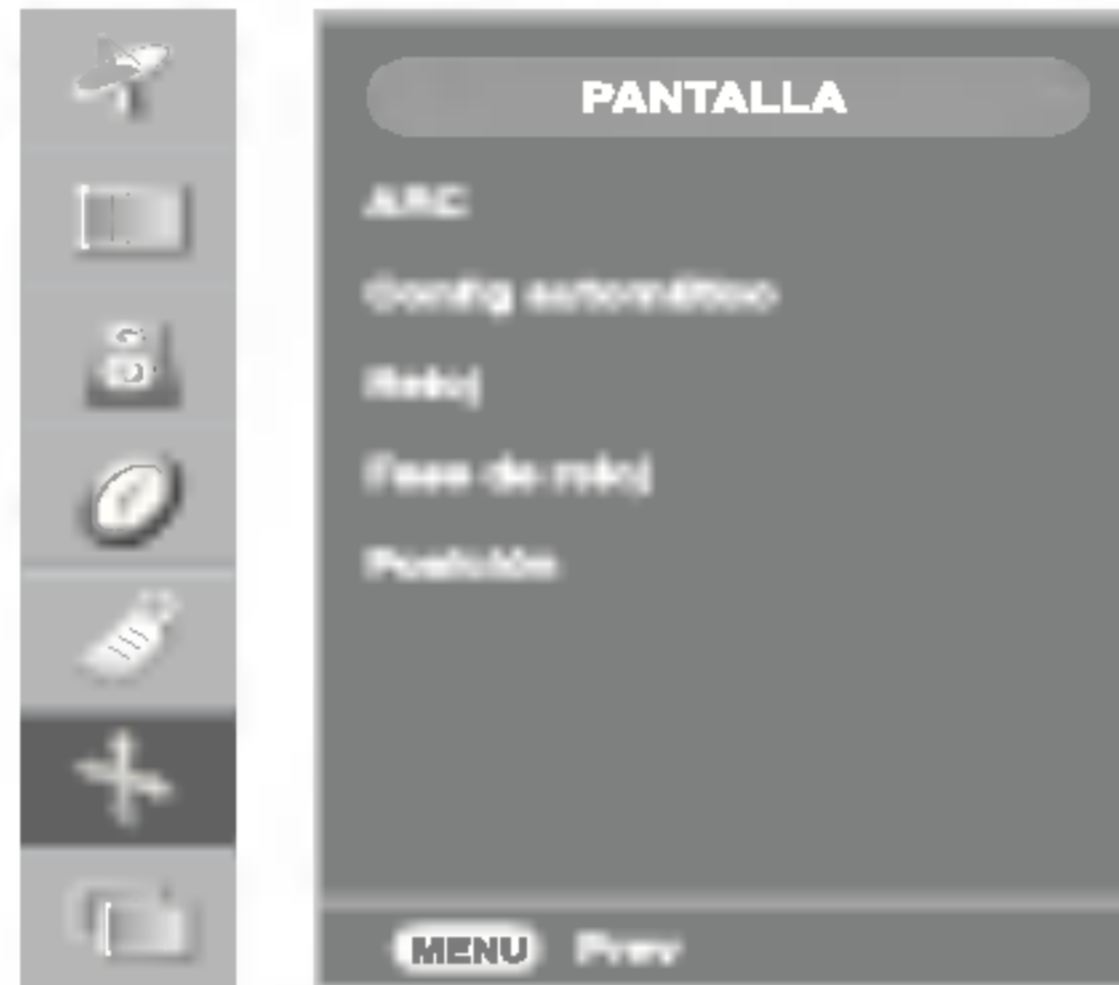 PANTALLA
ARC
Config automático
Reloj
Fase de reloj
Posición
MENU Prev